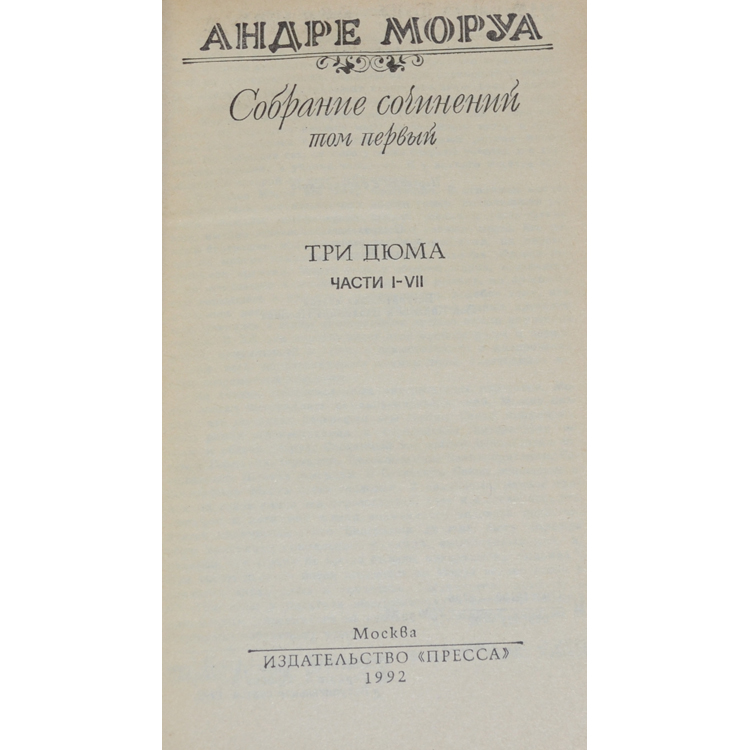 АНДРЕ МОРУА
Собрание сочинений
том первый
ТРИ ДЮМА
ЧАСТИ I-VII
Москва
ИЗДАТЕЛЬСТВО «ПРЕССА»
1992